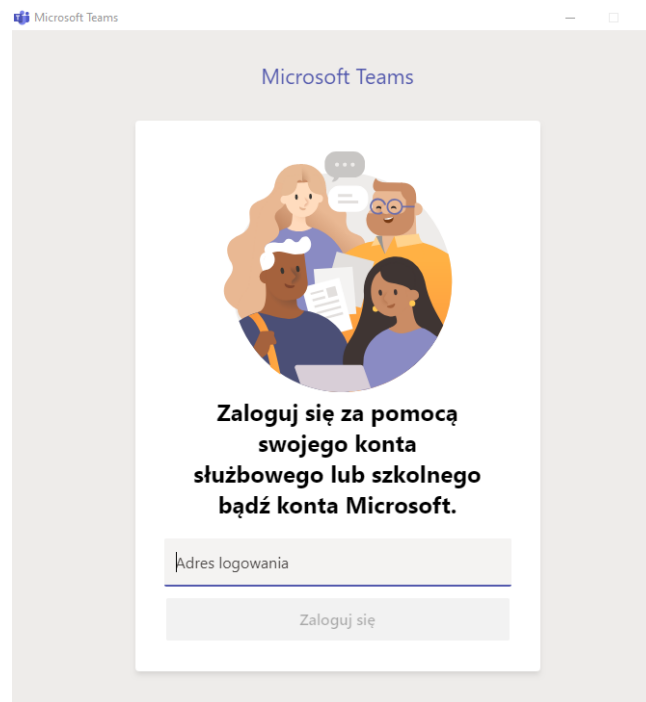 Microsoft Teams
Microsoft Teams
Zaloguj się za pomocą
swojego konta
służbowego lub szkolnego
bądź konta Microsoft.
Adres logowania
Zaloguj się